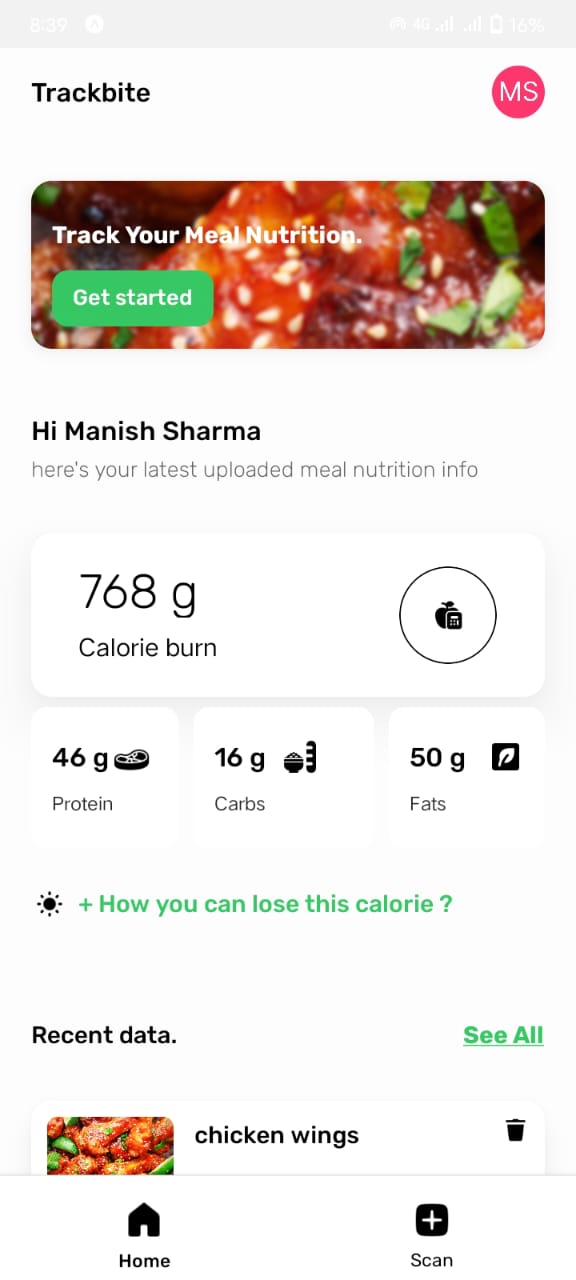 8:39 4G 16%
Trackbite
MS
Track Your Meal Nutrition.
Get started
Hi Manish Sharma
here's your latest uploaded meal nutrition info
768 g
Calorie burn
46 g 16 g 50 g
Protein Carbs Fats
+ How you can lose this calorie ?
Recent data. See All
chicken wings
Home Scan